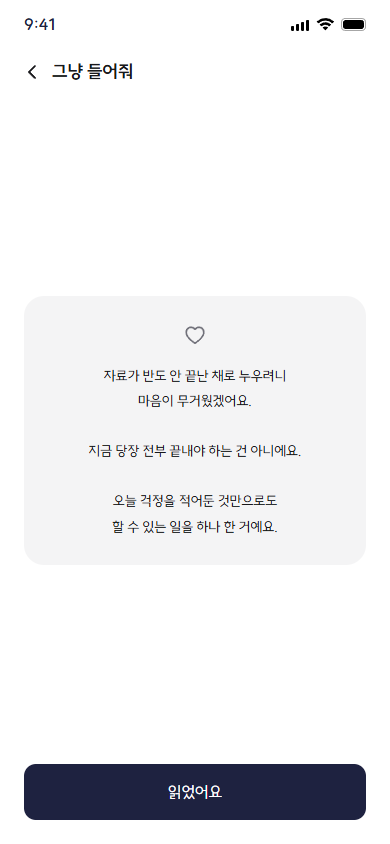 9:41
그냥 들어줘
자료가 반도 안 끝난 채로 누우려니
마음이 무거웠겠어요.
지금 당장 전부 끝내야 하는 건 아니에요.
오늘 걱정을 적어둔 것만으로도
할 수 있는 일을 하나 한 거예요.
읽었어요